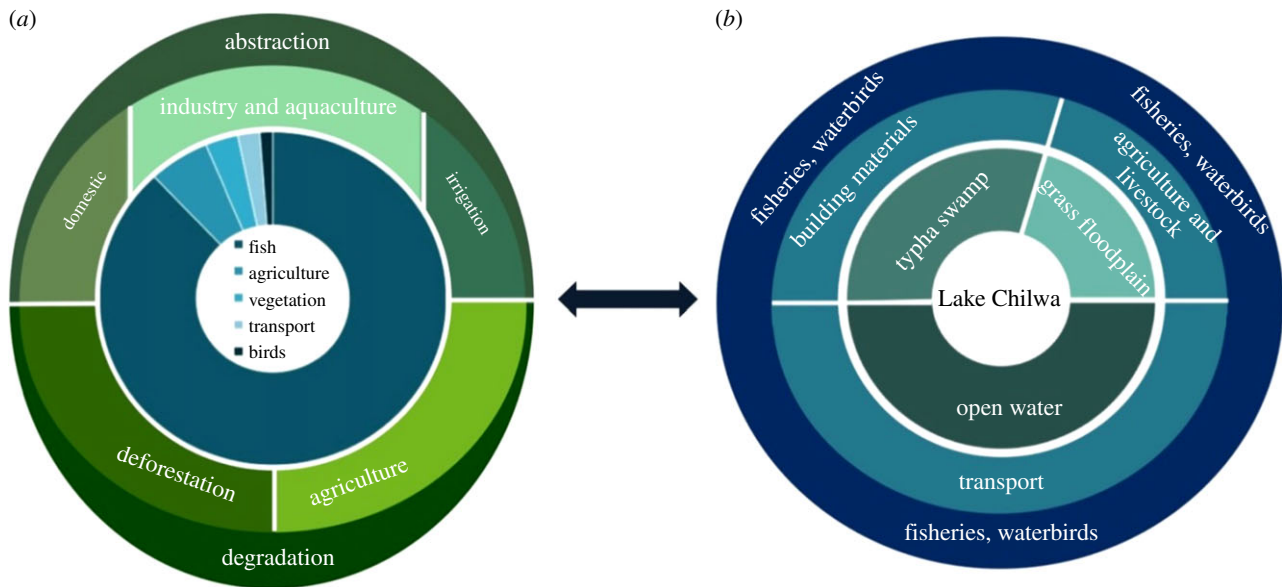 (a)
abstraction
industry and aquaculture
domestic
irrigation
fish
agriculture
vegetation
transport
birds
deforestation
agriculture
degradation
(b)
fisheries, waterbirds
fisheries, waterbirds
building materials
agriculture and
livestock
typha swamp
grass floodplain
Lake Chilwa
open water
transport
fisheries, waterbirds